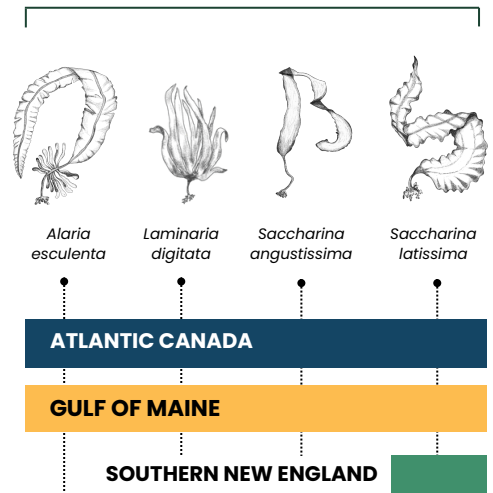 Alaria esculenta
Laminaria digitata
Saccharina angustissima
Saccharina latissima
ATLANTIC CANADA
GULF OF MAINE
SOUTHERN NEW ENGLAND